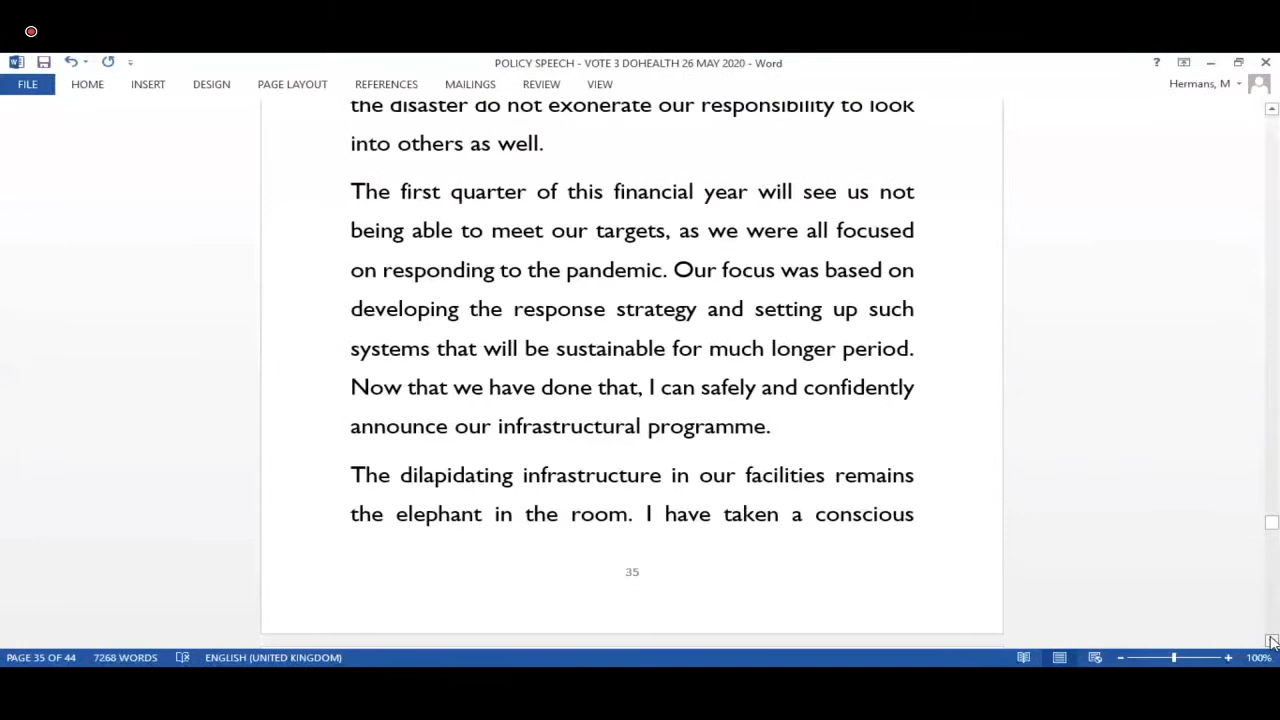 POLICY SPEECH - VOTE 3 DOHEALTH 26 MAY 2020 - Word
?
FILE HOME INSERT DESIGN PAGE LAYOUT REFERENCES MAILINGS REVIEW VIEW Hermans, M
the disaster do not exonerate our responsibility to look
into others as well.
The first quarter of this financial year will see us not
being able to meet our targets, as we were all focused
on responding to the pandemic. Our focus was based on
developing the response strategy and setting up such
systems that will be sustainable for much longer period.
Now that we have done that, I can safely and confidently
announce our infrastructural programme.
The dilapidating infrastructure in our facilities remains
the elephant in the room. I have taken a conscious
35
PAGE 35 OF 44 7268 WORDS ENGLISH (UNITED KINGDOM) 100%